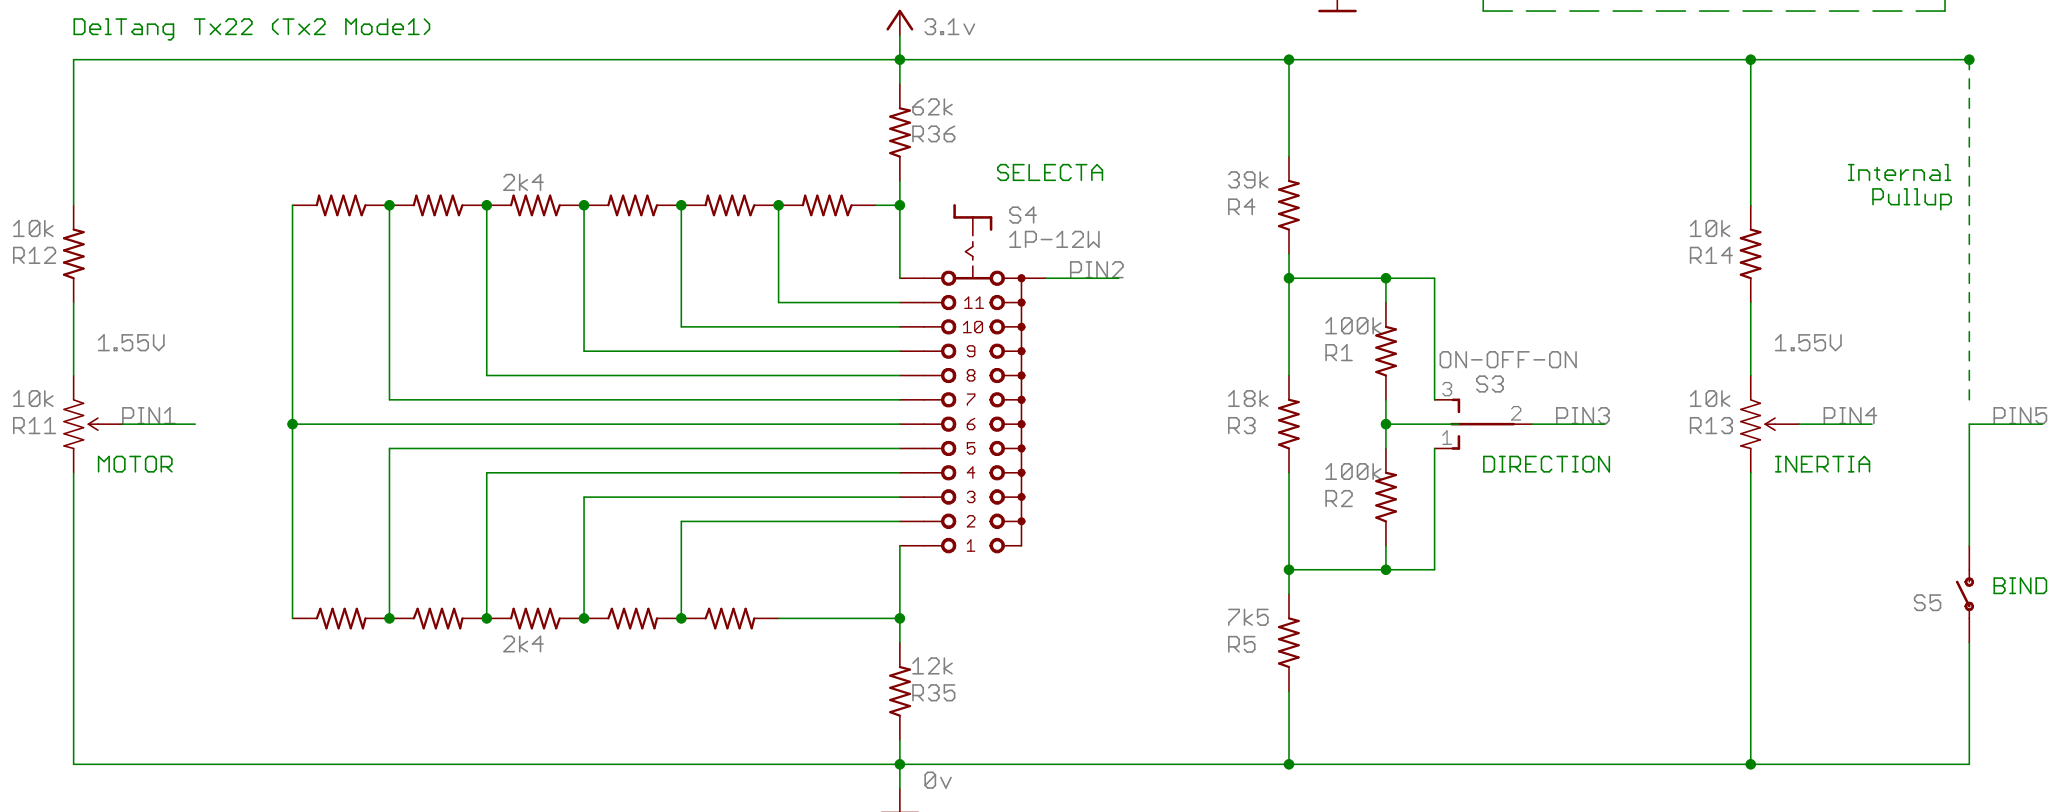 DelTang Tx22 (Tx2 Mode1)
3.1v
62k
R36
2k4
SELECTA
S4
1P-12W
PIN2
11
10
9
8
7
6
5
4
3
2
1
2k4
12k
R35
0v
10k
R12
1.55V
10k
R11
PIN1
MOTOR
39k
R4
18k
R3
7k5
R5
100k
R1
100k
R2
ON-OFF-ON
S3
3
2
1
PIN3
DIRECTION
10k
R14
1.55V
10k
R13
PIN4
INERTIA
Internal
Pullup
PIN5
S5
BIND